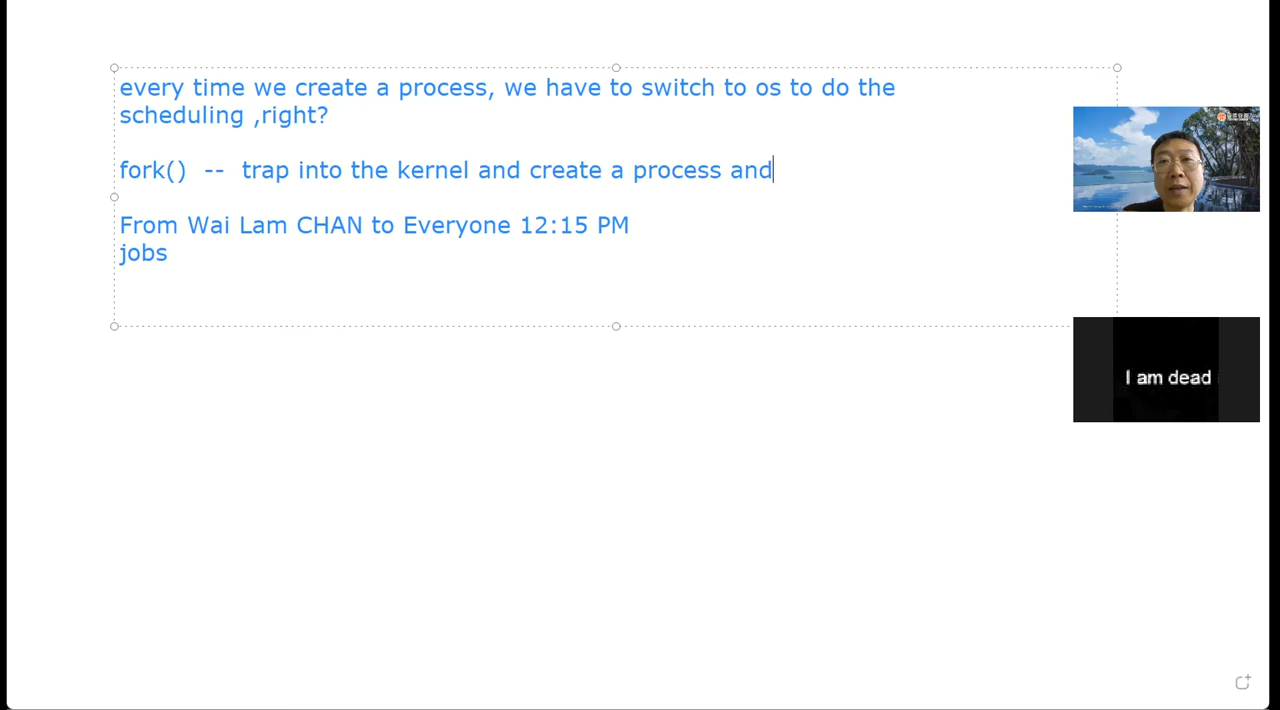 every time we create a process, we have to switch to os to do the
scheduling ,right?
fork()  --  trap into the kernel and create a process and
From Wai Lam CHAN to Everyone 12:15 PM
jobs
I am dead